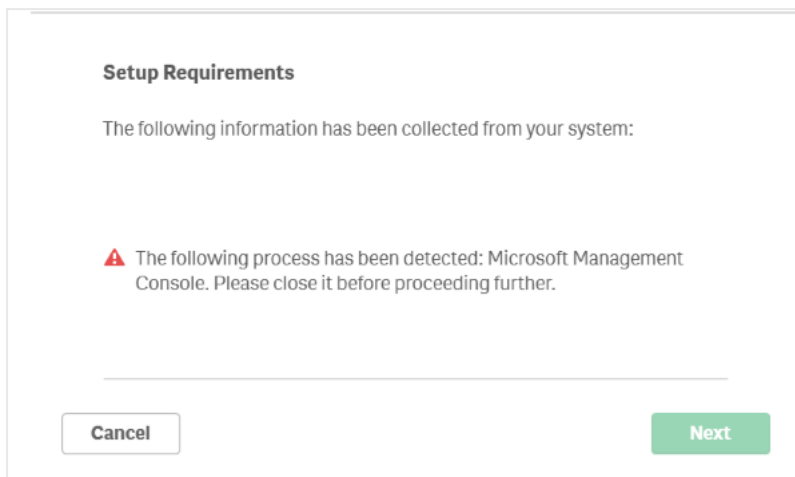 Setup Requirements
The following information has been collected from your system:
The following process has been detected: Microsoft Management
Console. Please close it before proceeding further.
Cancel
Next